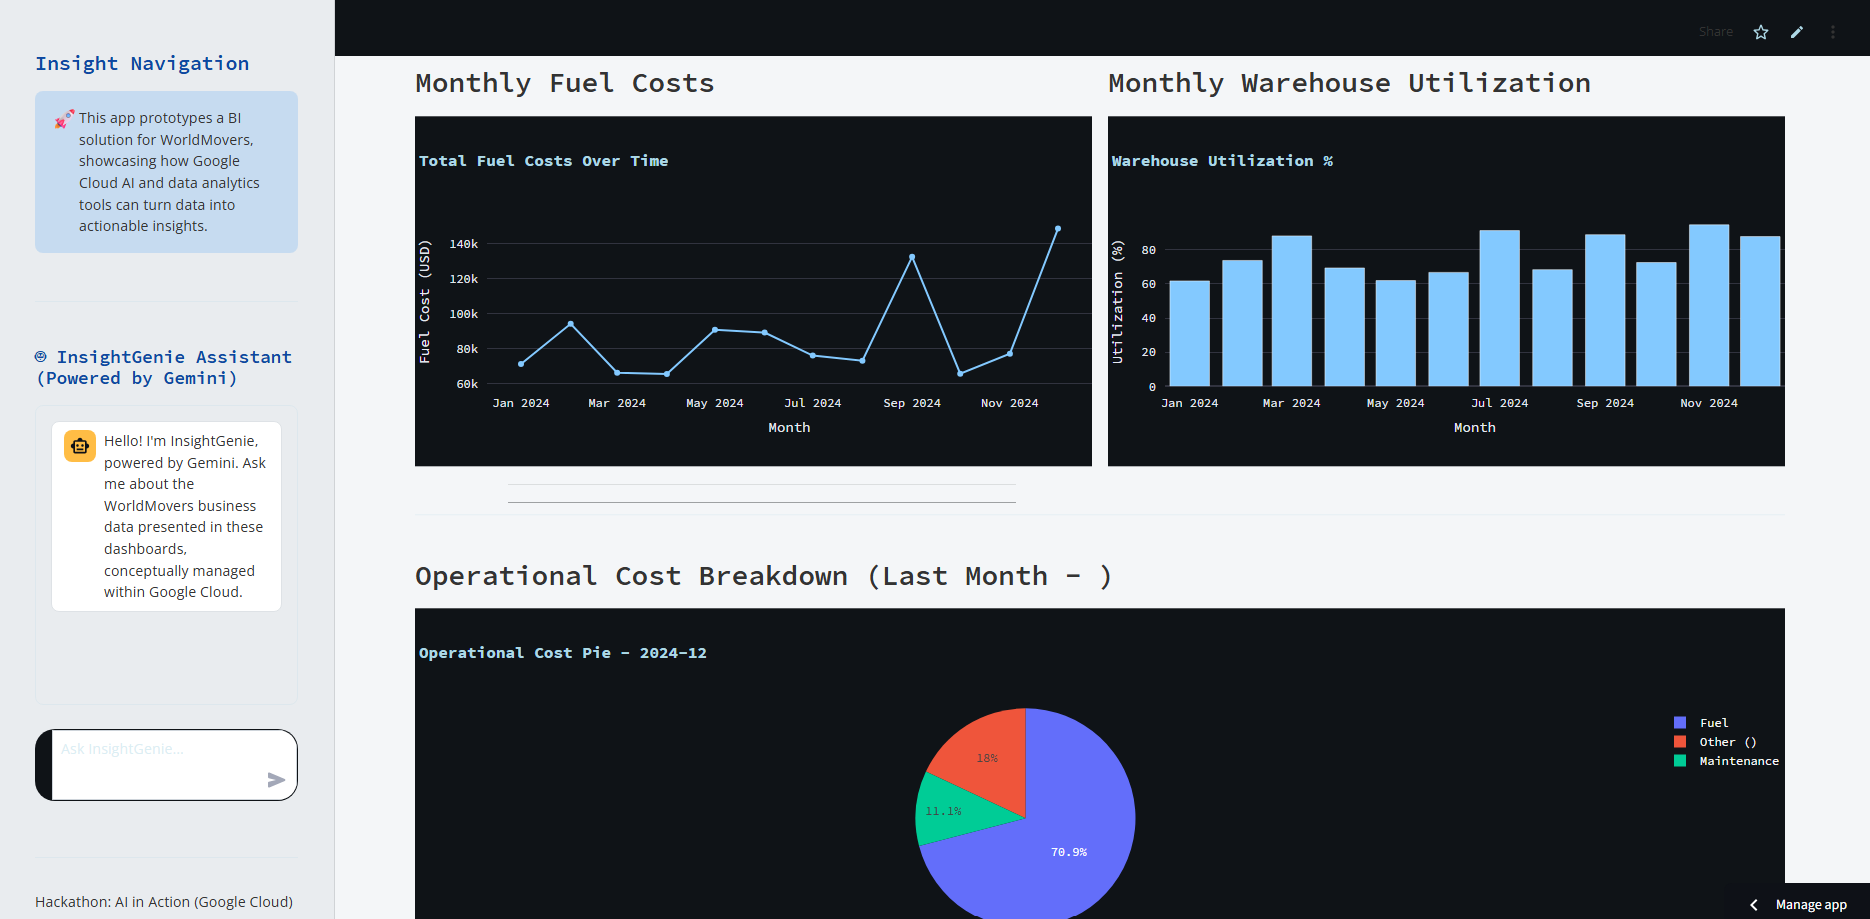 Share
Insight Navigation
This app prototypes a BI
solution for WorldMovers,
showcasing how Google
Cloud AI and data analytics
tools can turn data into
actionable insights.
InsightGenie Assistant
(Powered by Gemini)
Hello! I'm InsightGenie,
powered by Gemini. Ask
me about the
WorldMovers business
data presented in these
dashboards,
conceptually managed
within Google Cloud.
Ask InsightGenie...
Hackathon: AI in Action (Google Cloud)
Monthly Fuel Costs
Total Fuel Costs Over Time
Fuel Cost (USD)
140k
120k
100k
80k
60k
Jan 2024 Mar 2024 May 2024 Jul 2024 Sep 2024 Nov 2024
Month
Monthly Warehouse Utilization
Warehouse Utilization %
Utilization (%)
80
60
40
20
0
Jan 2024 Mar 2024 May 2024 Jul 2024 Sep 2024 Nov 2024
Month
Operational Cost Breakdown (Last Month - )
Operational Cost Pie - 2024-12
18%
11.1%
70.9%
Fuel
Other ()
Maintenance
Manage app